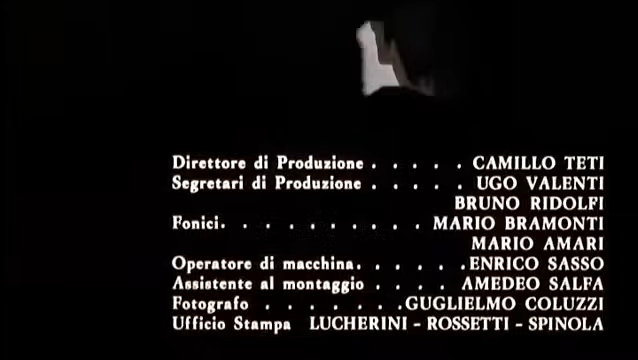 Direttore di Produzione . . . . . CAMILLO TETI
Segretari di Produzione . . . . . UGO VALENTI
BRUNO RIDOLFI
Fonici. . . . . . . . . . MARIO BRAMONTI
MARIO AMARI
Operatore di macchina. . . . . .ENRICO SASSO
Assistente al montaggio . . . . AMEDEO SALFA
Fotografo . . . . . . .GUGLIELMO COLUZZI
Ufficio Stampa LUCHERINI - ROSSETTI - SPINOLA